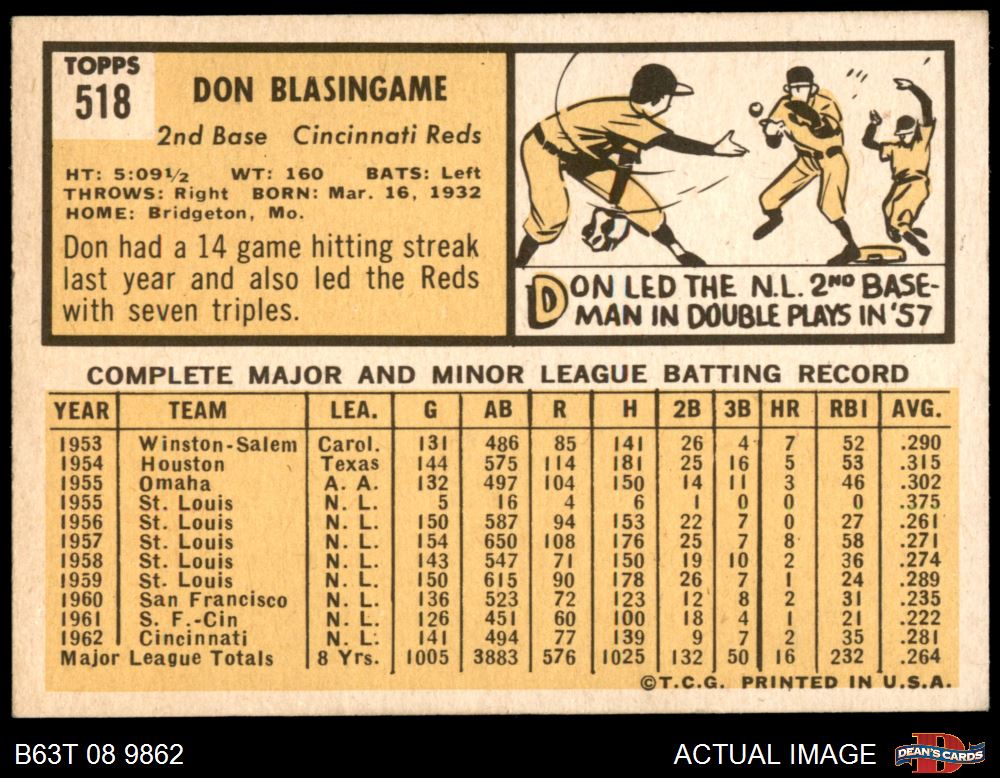 TOPPS
518
DON BLASINGAME
2nd Base Cincinnati Reds
HT: 5:09½ WT: 160 BATS: Left
THROWS: Right BORN: Mar. 16, 1932
HOME: Bridgeton, Mo.
Don had a 14 game hitting streak
last year and also led the Reds
with seven triples.
DON LED THE N.L. 2ND BASE-
MAN IN DOUBLE PLAYS IN '57
COMPLETE MAJOR AND MINOR LEAGUE BATTING RECORD
YEAR TEAM LEA. G AB R H 2B 3B HR RBI AVG.
1953 Winston-Salem Carol. 131 486 85 141 26 4 7 52 .290
1954 Houston Texas 144 575 114 181 25 16 5 53 .315
1955 Omaha A. A. 132 497 104 150 14 11 3 46 .302
1955 St. Louis N. L. 5 16 4 6 1 0 0 0 .375
1956 St. Louis N. L. 150 587 94 153 22 7 0 27 .261
1957 St. Louis N. L. 154 650 108 176 25 7 8 58 .271
1958 St. Louis N. L. 143 547 71 150 19 10 2 36 .274
1959 St. Louis N. L. 150 615 90 178 26 7 1 24 .289
1960 San Francisco N. L. 136 523 72 123 12 8 2 31 .235
1961 S. F.-Cin N. L. 126 451 60 100 18 4 1 21 .222
1962 Cincinnati N. L. 141 494 77 139 9 7 2 35 .281
Major League Totals 8 Yrs. 1005 3883 576 1025 132 50 16 232 .264
©T.C.G. PRINTED IN U.S.A.
B63T 08 9862
ACTUAL IMAGE
D
DEAN'S CARDS